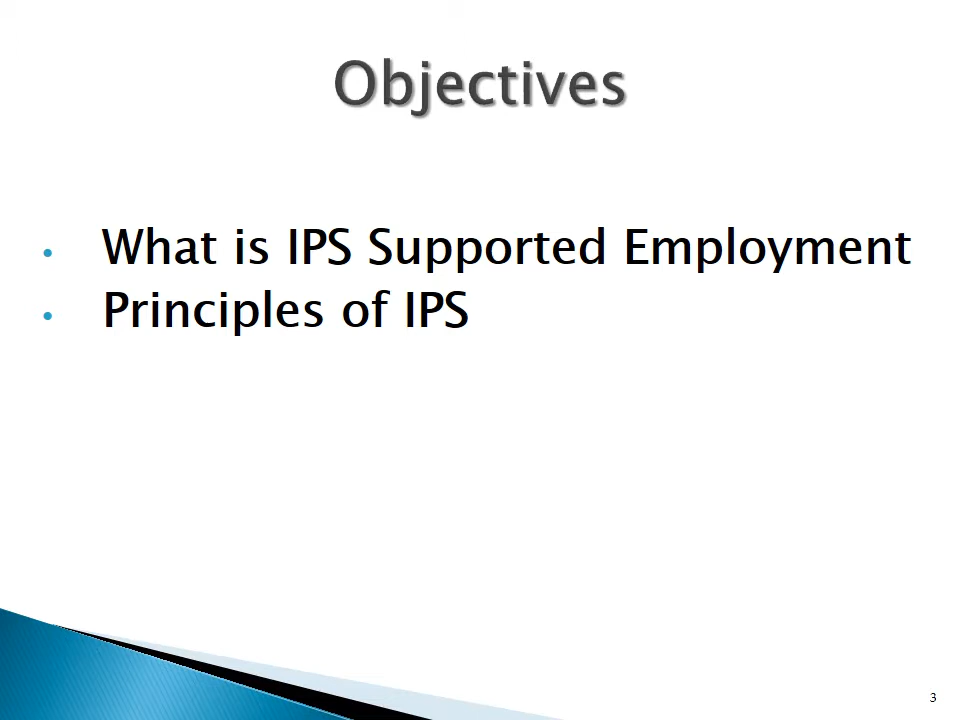 Objectives
• What is IPS Supported Employment
• Principles of IPS
3